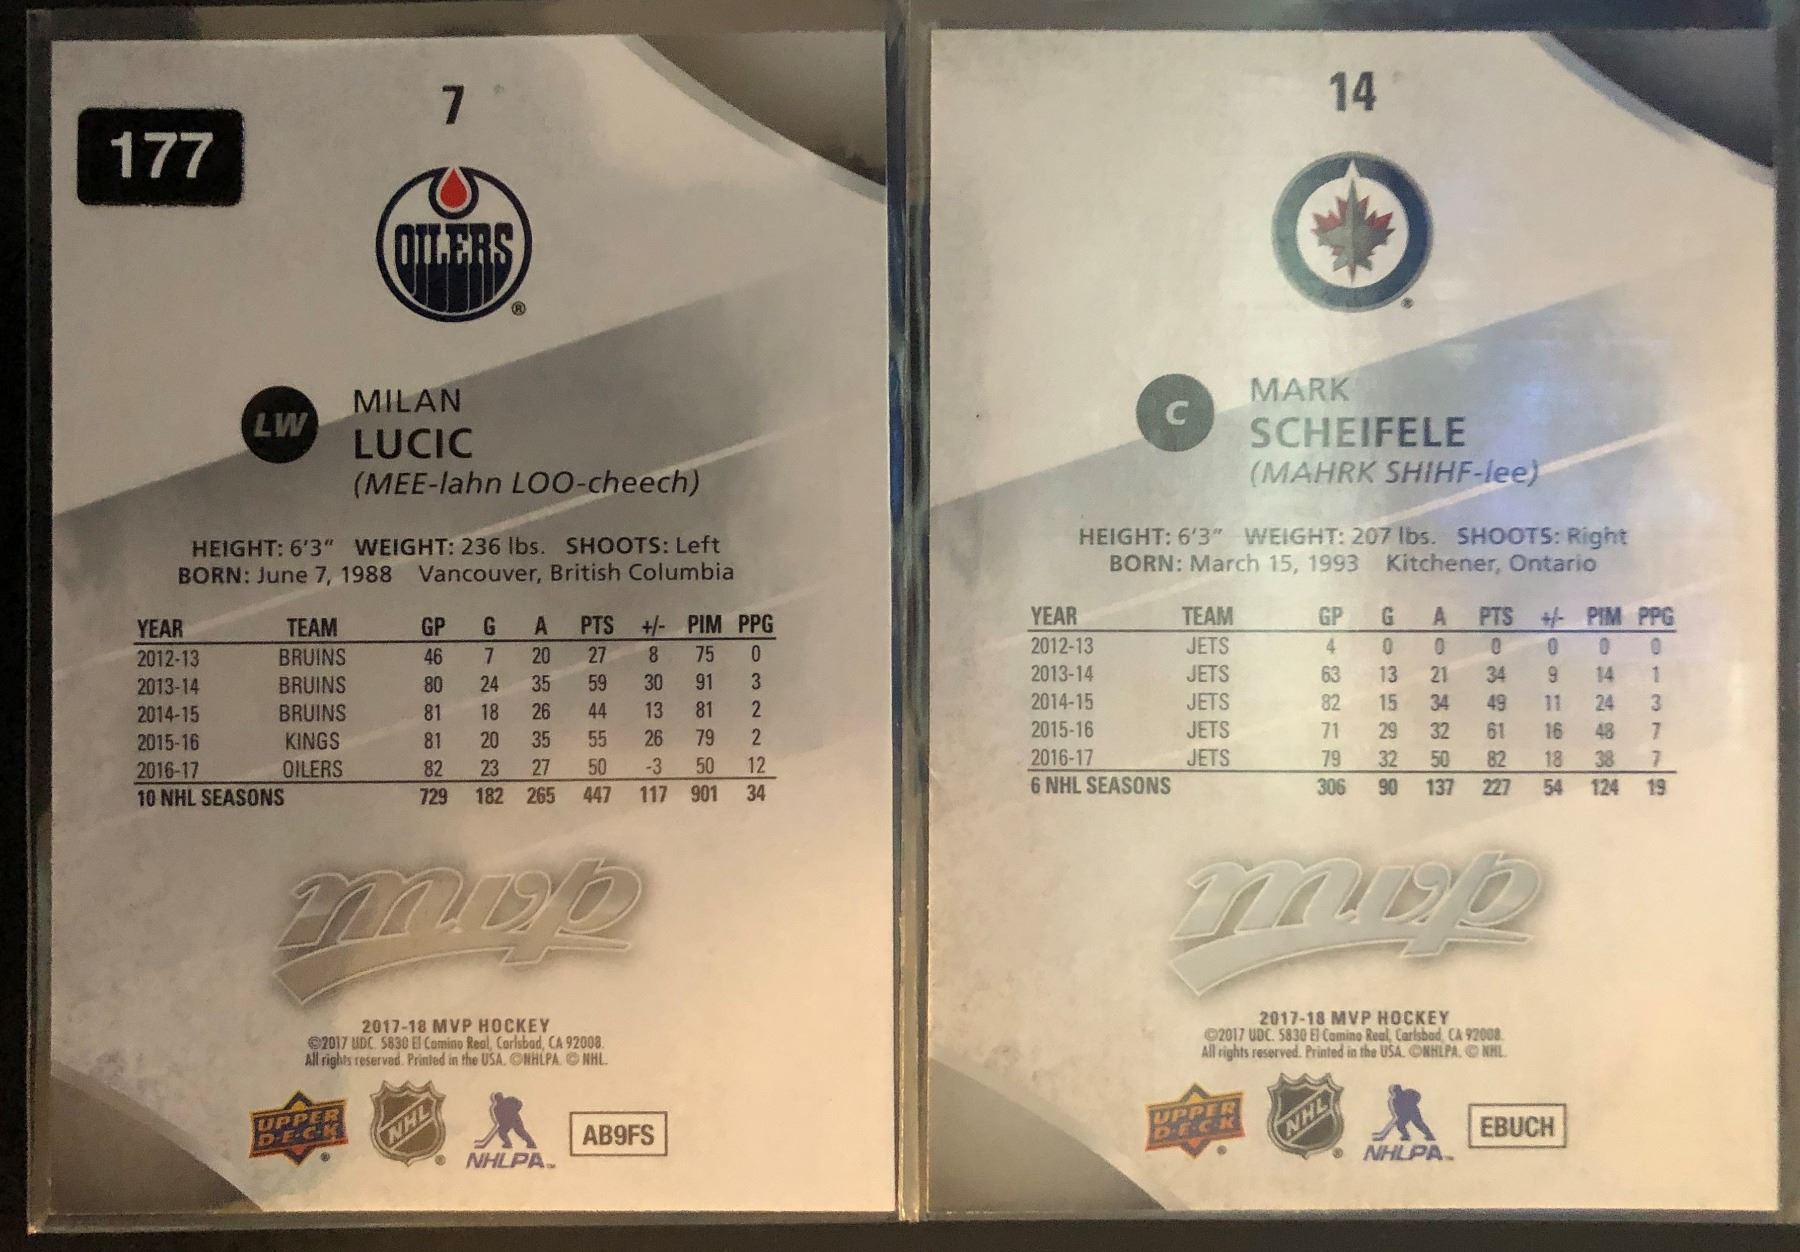 177
7
OILERS
®
LW
MILAN
LUCIC
(MEE-lahn LOO-cheech)
HEIGHT: 6'3" WEIGHT: 236 lbs. SHOOTS: Left
BORN: June 7, 1988 Vancouver, British Columbia
YEAR TEAM GP G A PTS +/- PIM PPG
2012-13 BRUINS 46 7 20 27 8 75 0
2013-14 BRUINS 80 24 35 59 30 91 3
2014-15 BRUINS 81 18 26 44 13 81 2
2015-16 KINGS 81 20 35 55 26 79 2
2016-17 OILERS 82 23 27 50 -3 50 12
10 NHL SEASONS 729 182 265 447 117 901 34
mvp
2017-18 MVP HOCKEY
©2017 UDC. 5830 El Camino Real, Carlsbad, CA 92008.
All rights reserved. Printed in the USA. ©NHLPA. © NHL.
UPPER DECK® NHL® NHLPA™ AB9FS
14
®
C
MARK
SCHEIFELE
(MAHRK SHIHF-lee)
HEIGHT: 6'3" WEIGHT: 207 lbs. SHOOTS: Right
BORN: March 15, 1993 Kitchener, Ontario
YEAR TEAM GP G A PTS +/- PIM PPG
2012-13 JETS 4 0 0 0 0 0 0
2013-14 JETS 63 13 21 34 9 14 1
2014-15 JETS 82 15 34 49 11 24 3
2015-16 JETS 71 29 32 61 16 48 7
2016-17 JETS 79 32 50 82 18 38 7
6 NHL SEASONS 306 90 137 227 54 124 19
mvp
2017-18 MVP HOCKEY
©2017 UDC. 5830 El Camino Real, Carlsbad, CA 92008.
All rights reserved. Printed in the USA. ©NHLPA. © NHL.
UPPER DECK® NHL® NHLPA™ EBUCH